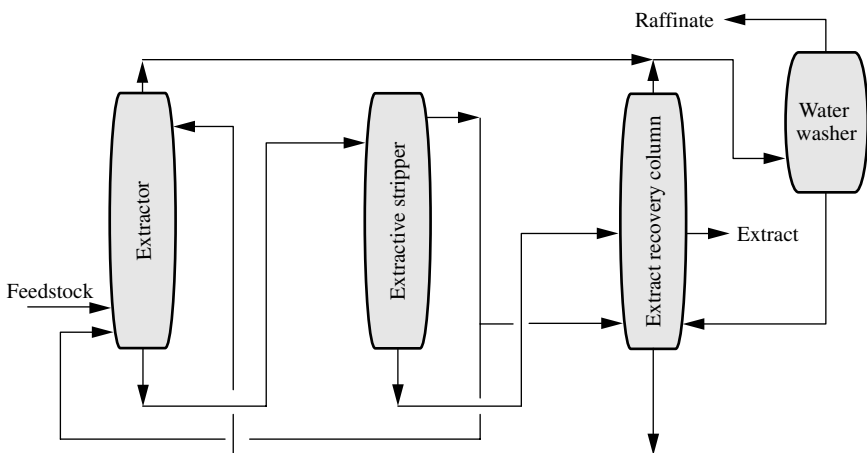 Raffinate
Water
washer
Extractor
Extractive stripper
Extract recovery column
Extract
Feedstock